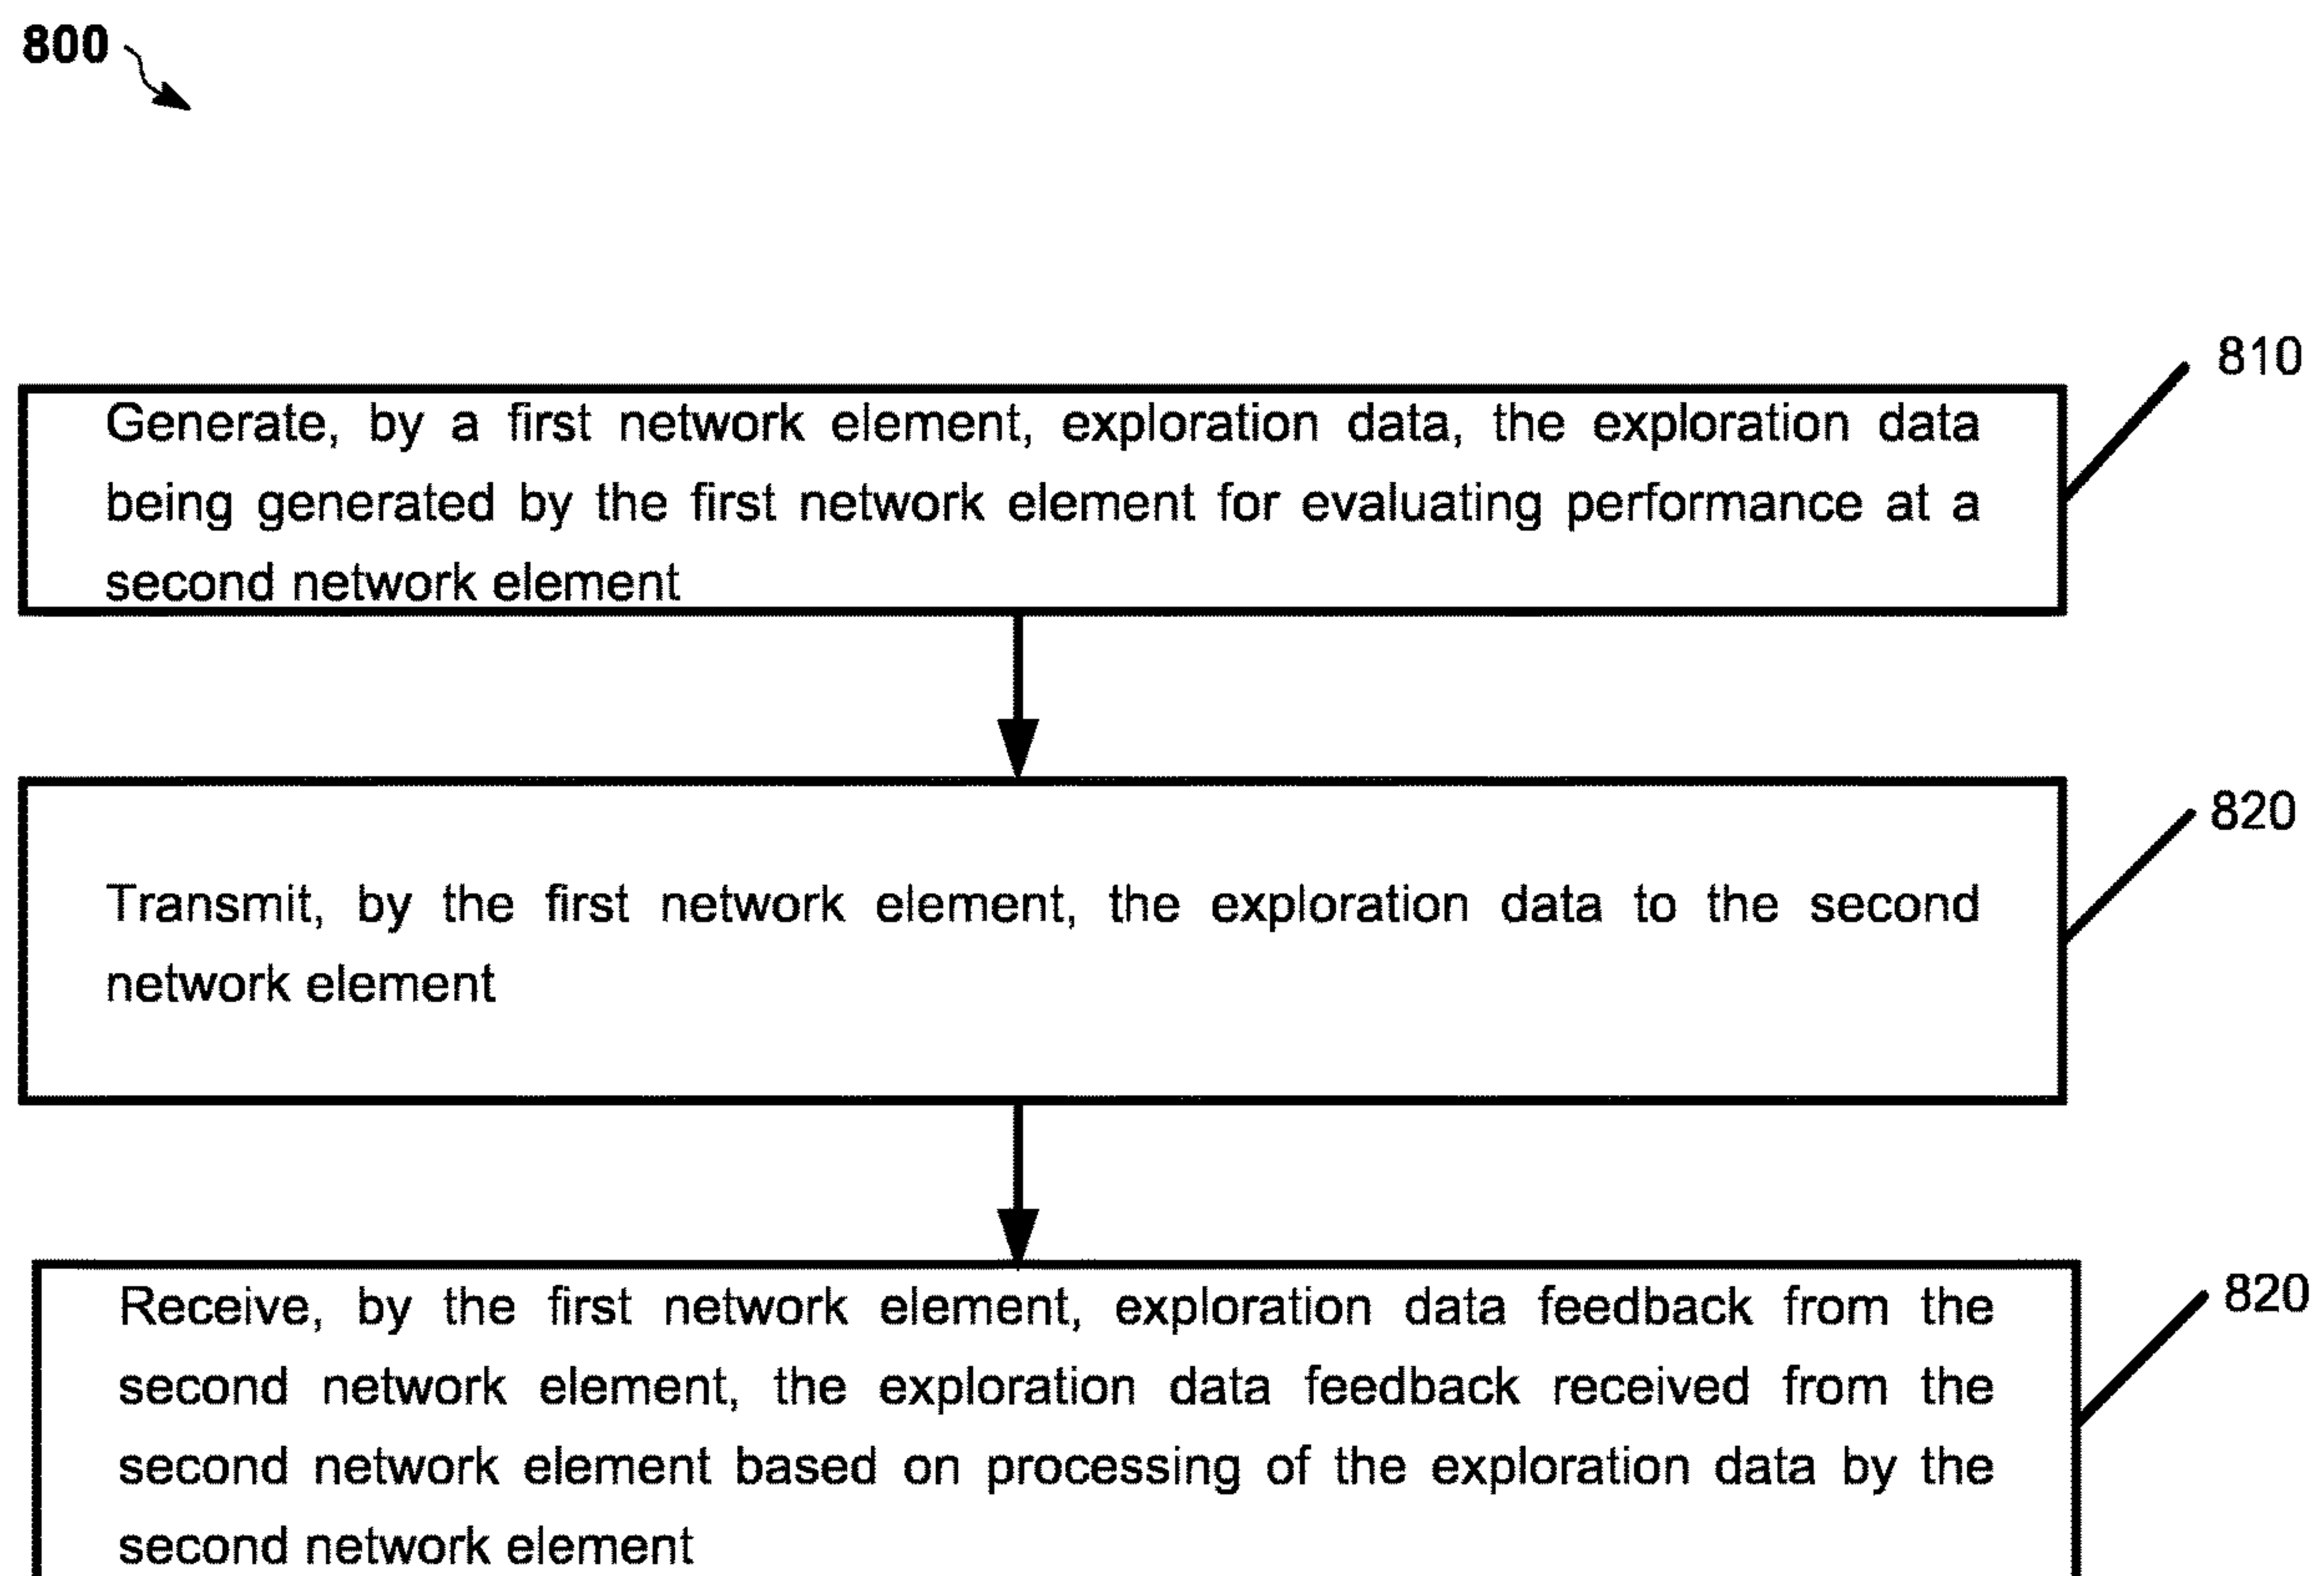 800
810
Generate, by a first network element, exploration data, the exploration data
being generated by the first network element for evaluating performance at a
second network element
820
Transmit, by the first network element, the exploration data to the second
network element
820
Receive, by the first network element, exploration data feedback from the
second network element, the exploration data feedback received from the
second network element based on processing of the exploration data by the
second network element